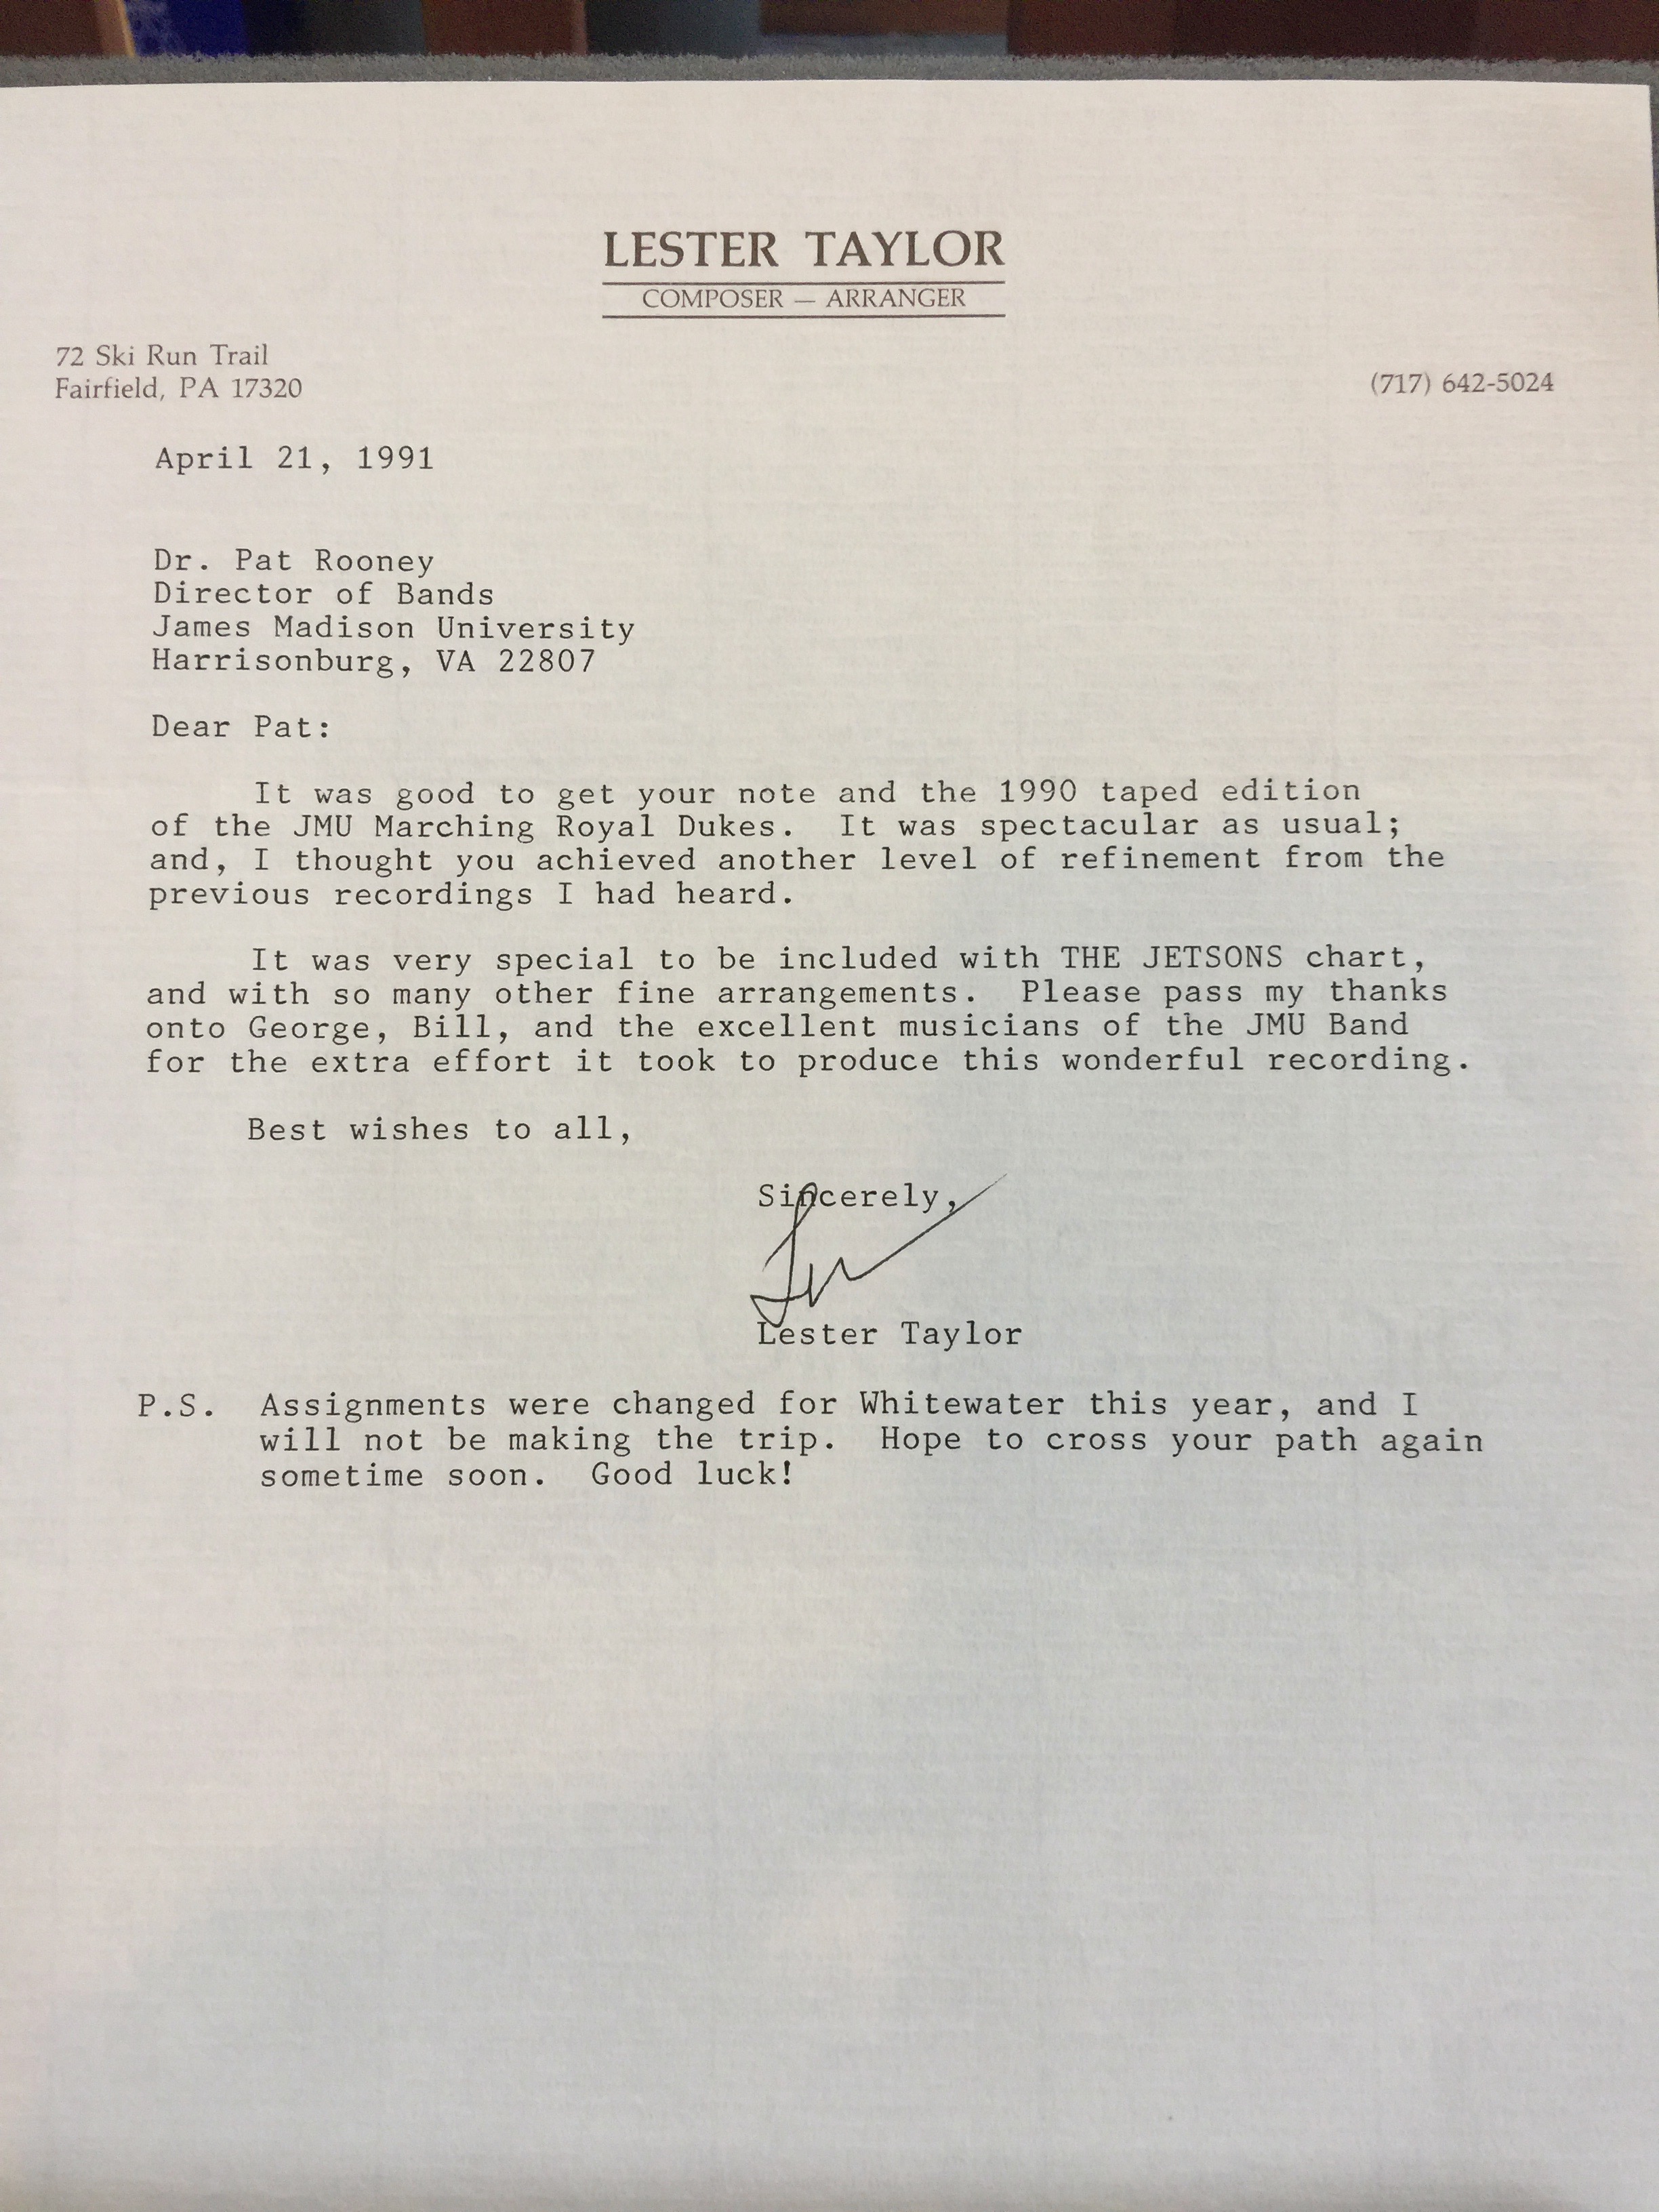 LESTER TAYLOR
COMPOSER — ARRANGER
72 Ski Run Trail
Fairfield, PA 17320
(717) 642-5024
April 21, 1991
Dr. Pat Rooney
Director of Bands
James Madison University
Harrisonburg, VA 22807
Dear Pat:
It was good to get your note and the 1990 taped edition
of the JMU Marching Royal Dukes.  It was spectacular as usual;
and, I thought you achieved another level of refinement from the
previous recordings I had heard.
It was very special to be included with THE JETSONS chart,
and with so many other fine arrangements.  Please pass my thanks
onto George, Bill, and the excellent musicians of the JMU Band
for the extra effort it took to produce this wonderful recording.
Best wishes to all,
Sincerely,
Lester Taylor
P.S.  Assignments were changed for Whitewater this year, and I
will not be making the trip.  Hope to cross your path again
sometime soon.  Good luck!